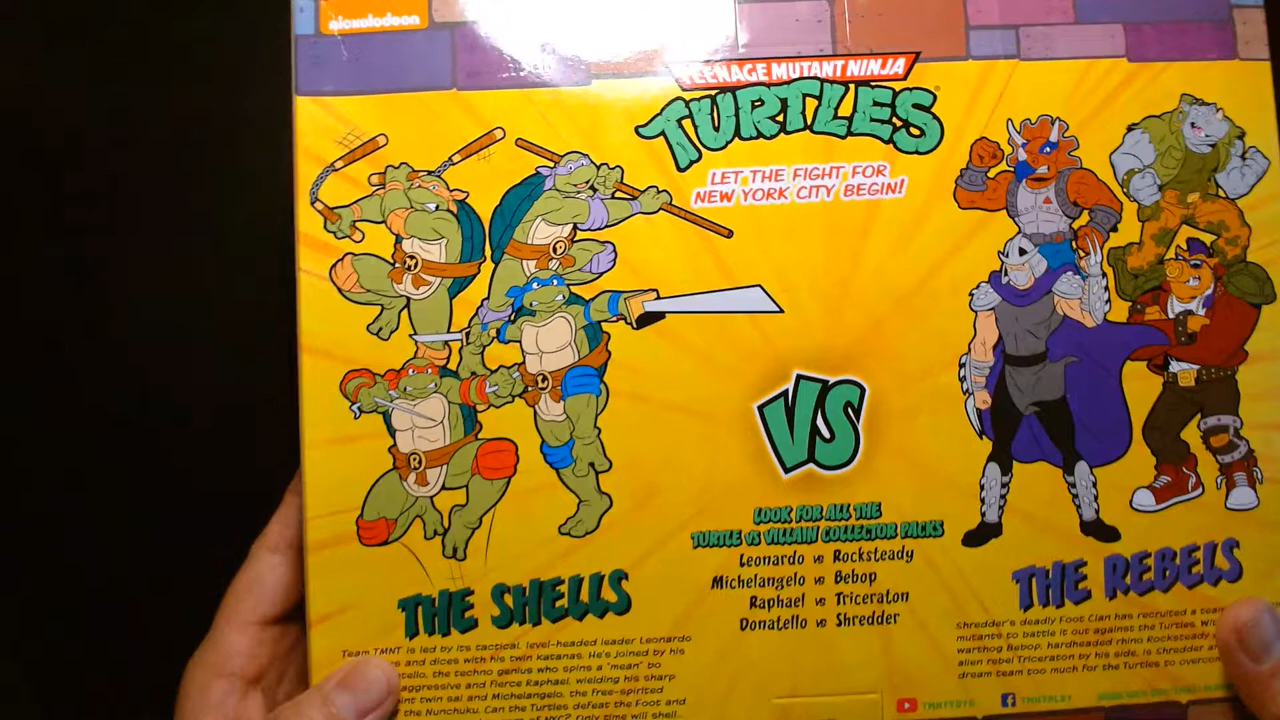 nickelodeon
TEENAGE MUTANT NINJA
TURTLES
LET THE FIGHT FOR
NEW YORK CITY BEGIN!
M
D
L
R
VS
LOOK FOR ALL THE
TURTLE VS VILLAIN COLLECTOR PACKS
Leonardo vs Rocksteady
Michelangelo vs Bebop
Raphael vs Triceraton
Donatello vs Shredder
THE SHELLS
Team TMNT is led by its tactical, level-headed leader Leonardo
and dices with his twin katanas. He's joined by his
the techno genius who spins a "mean" bo
aggressive and Fierce Raphael, wielding his sharp
twin sai and Michelangelo, the free-spirited
the Nunchuku. Can the Turtles defeat the Foot and
of NYC? Only time will shell...
THE REBELS
Shredder's deadly Foot Clan has recruited a team
mutants to battle it out against the Turtles.
warthog Bebop, hardheaded rhino Rocksteady
alien rebel Triceraton by his side, is Shredder
dream team too much for the Turtles to overcom
TMNTTOYS
TMNTPLAY